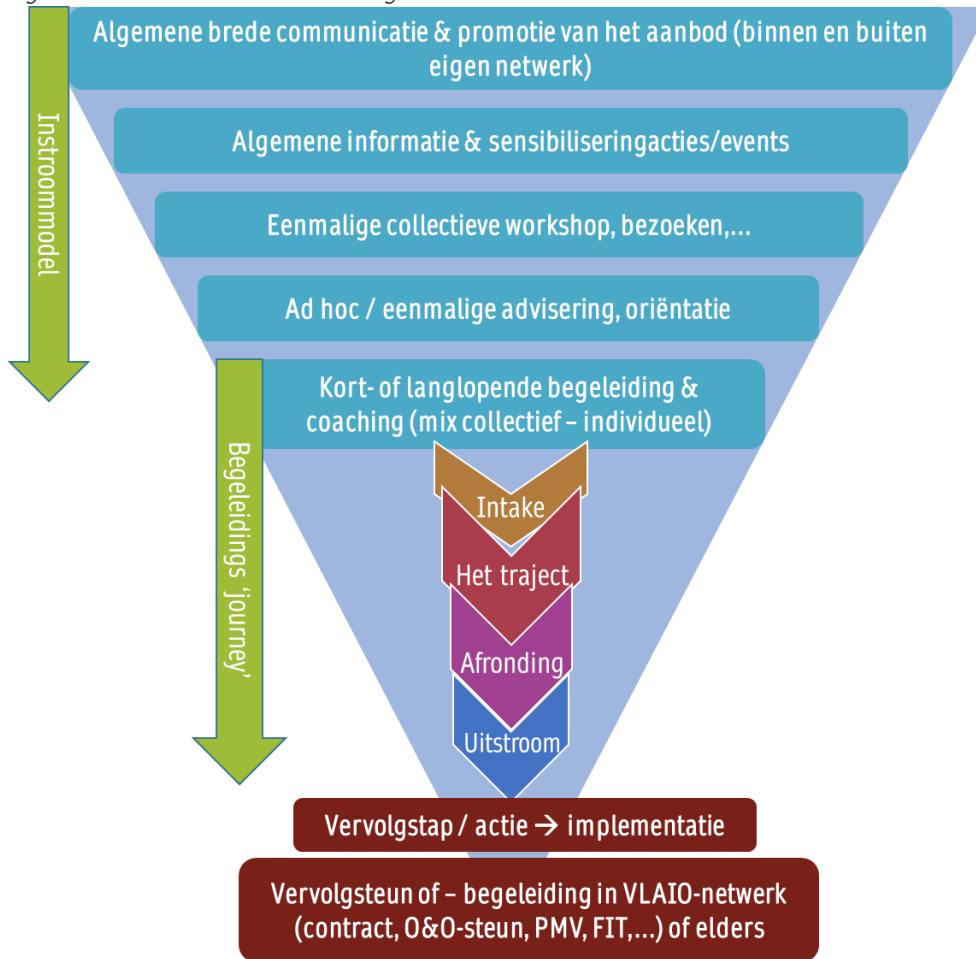 Algemene brede communicatie & promotie van het aanbod (binnen en buiten
eigen netwerk)
Instroommodel
Algemene informatie & sensibiliseringacties/events
Eenmalige collectieve workshop, bezoeken,...
Ad hoc / eenmalige advisering, oriëntatie
Begeleidings ‘journey’
Kort- of langlopende begeleiding &
coaching (mix collectief – individueel)
Intake
Het traject
Afronding
Uitstroom
Vervolgstap / actie → implementatie
Vervolgsteun of – begeleiding in VLAIO-netwerk
(contract, O&O-steun, PMV, FIT,...) of elders